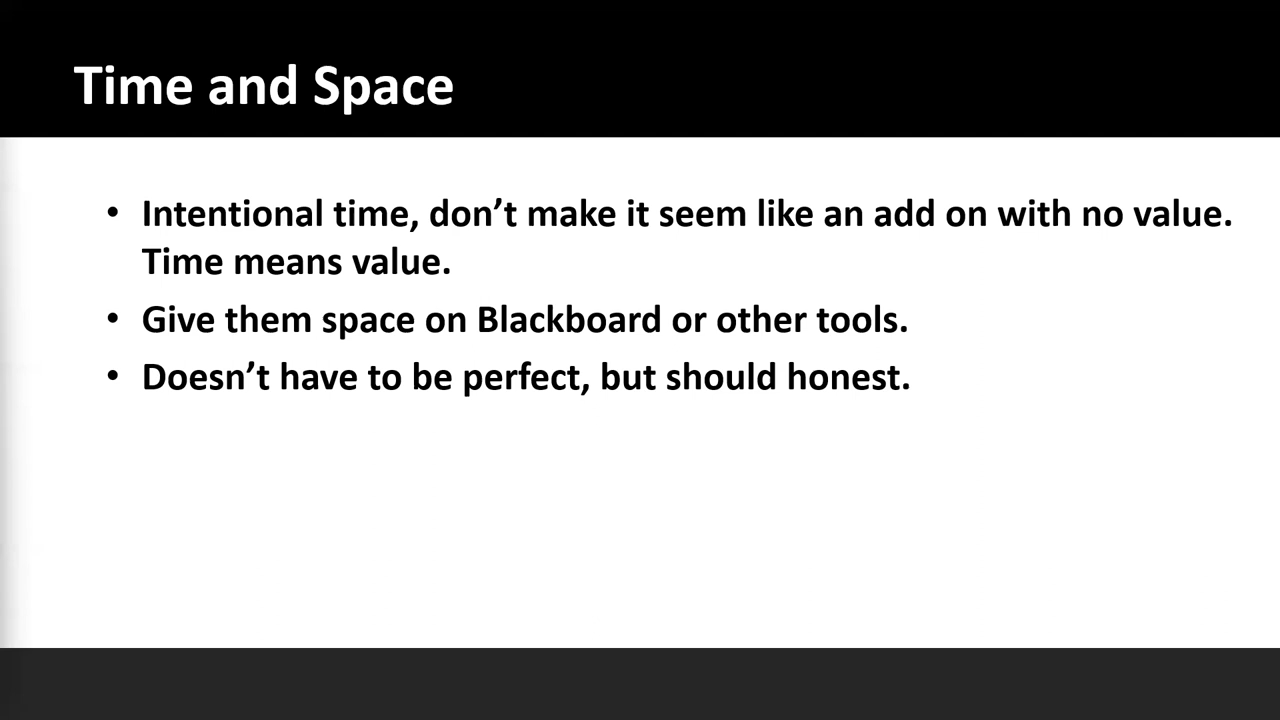 Time and Space
• Intentional time, don’t make it seem like an add on with no value.
Time means value.
• Give them space on Blackboard or other tools.
• Doesn’t have to be perfect, but should honest.